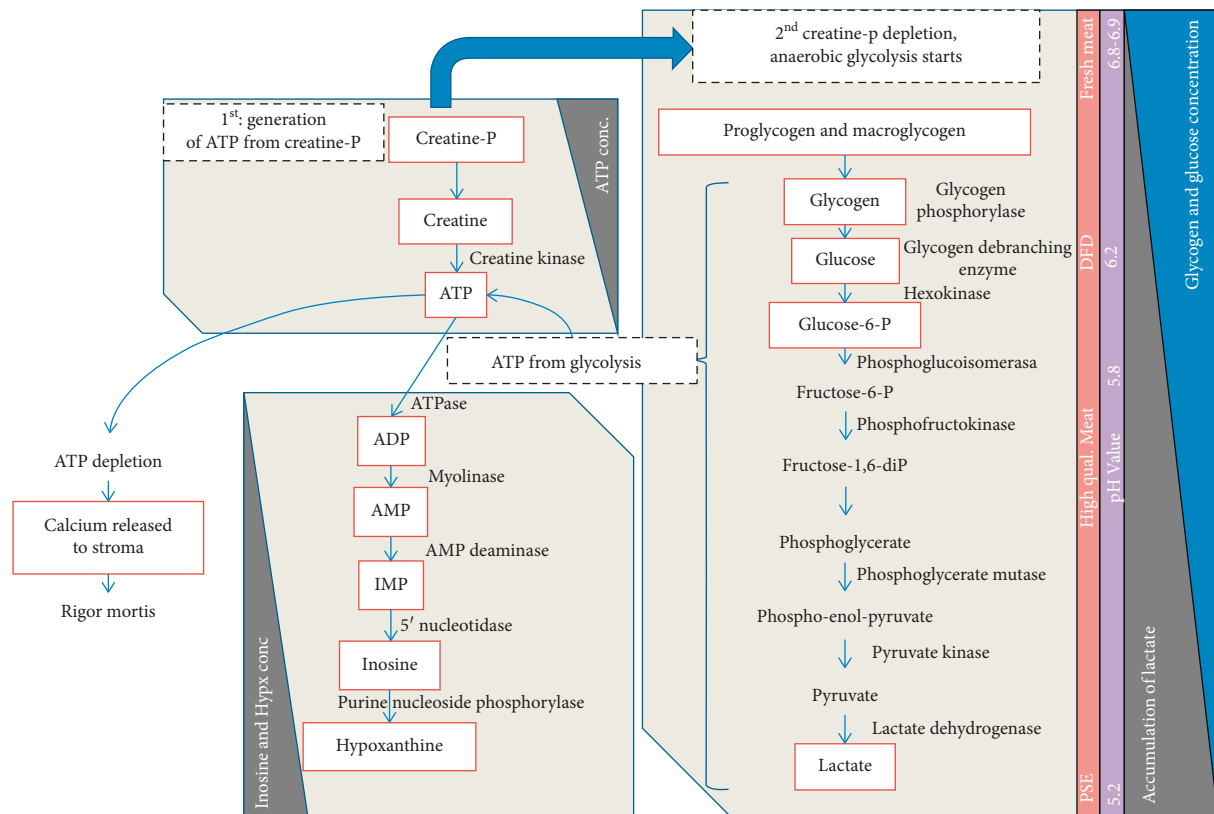 1st: generation
of ATP from creatine-P
Creatine-P
Creatine
Creatine kinase
ATP
ATP conc.
2nd creatine-p depletion,
anaerobic glycolysis starts
Proglycogen and macroglycogen
Glycogen
Glycogen
phosphorylase
Glucose
Glycogen debranching
enzyme
Hexokinase
Glucose-6-P
Phosphoglucoisomerasa
Fructose-6-P
Phosphofructokinase
Fructose-1,6-diP
Phosphoglycerate
Phosphoglycerate mutase
Phospho-enol-pyruvate
Pyruvate kinase
Pyruvate
Lactate dehydrogenase
Lactate
ATP from glycolysis
ATPase
ADP
Myolinase
AMP
AMP deaminase
IMP
5′ nucleotidase
Inosine
Purine nucleoside phosphorylase
Hypoxanthine
Inosine and Hypx conc
ATP depletion
Calcium released
to stroma
Rigor mortis
Fresh meat
DFD
High qual. Meat
PSE
6.8-6.9
6.2
5.8
pH Value
5.2
Glycogen and glucose concentration
Accumulation of lactate